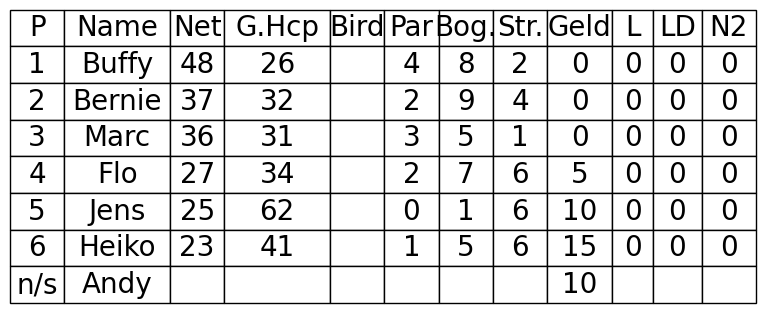 P Name Net G.Hcp Bird Par Bog. Str. Geld L LD N2
1 Buffy 48 26 4 8 2 0 0 0 0
2 Bernie 37 32 2 9 4 0 0 0 0
3 Marc 36 31 3 5 1 0 0 0 0
4 Flo 27 34 2 7 6 5 0 0 0
5 Jens 25 62 0 1 6 10 0 0 0
6 Heiko 23 41 1 5 6 15 0 0 0
n/s Andy 10